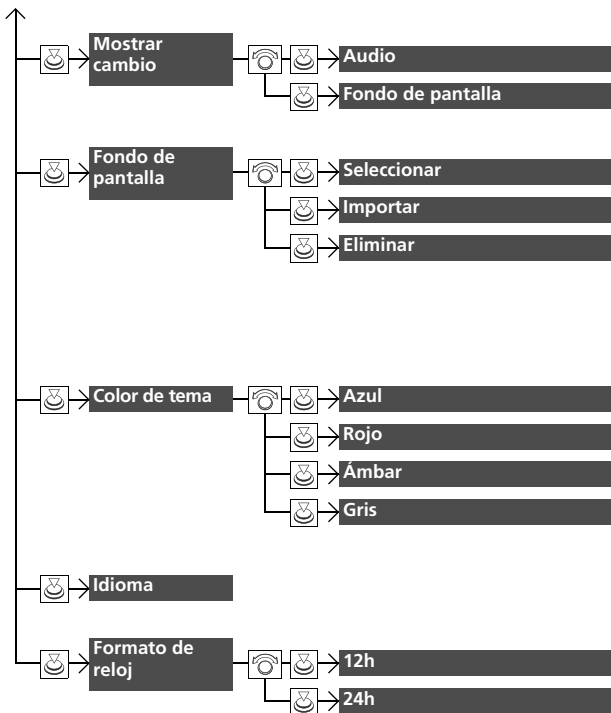 Mostrar
cambio
Audio
Fondo de pantalla
Fondo de
pantalla
Seleccionar
Importar
Eliminar
Color de tema
Azul
Rojo
Ámbar
Gris
Idioma
Formato de
reloj
12h
24h